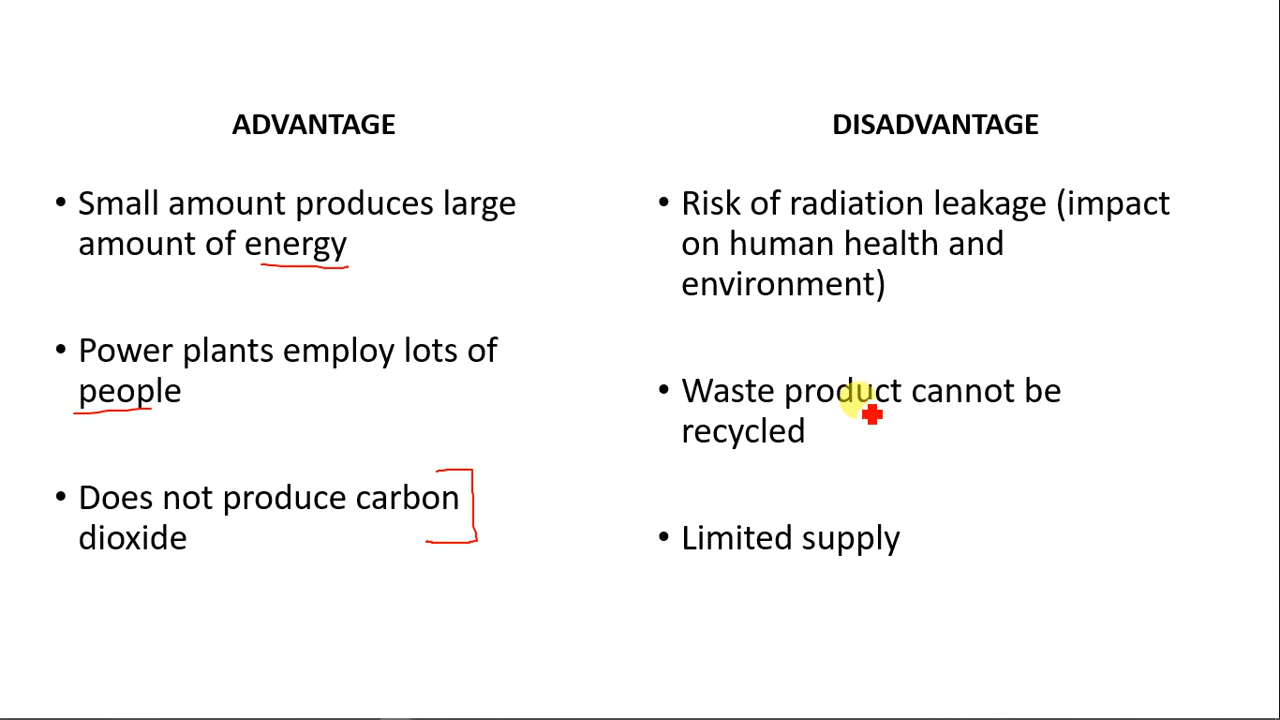 ADVANTAGE
• Small amount produces large
amount of energy
• Power plants employ lots of
people
• Does not produce carbon
dioxide
DISADVANTAGE
• Risk of radiation leakage (impact
on human health and
environment)
• Waste product cannot be
recycled
• Limited supply